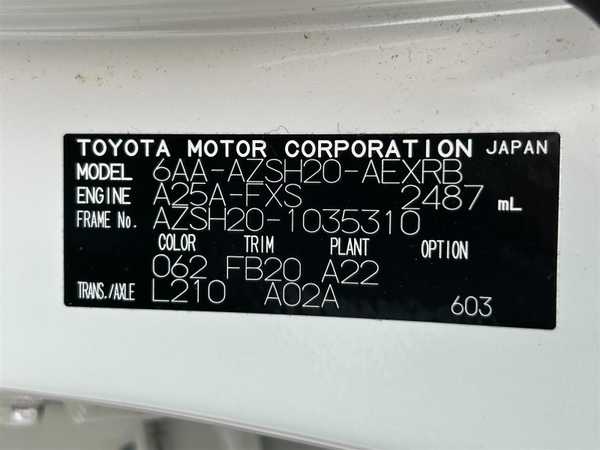 TOYOTA MOTOR CORPORATION JAPAN
MODEL 6AA-AZSH20-AEXRB
ENGINE A25A-FXS 2487 mL
FRAME No. AZSH20-1035310
COLOR TRIM PLANT OPTION
062 FB20 A22
TRANS./AXLE L210 A02A 603